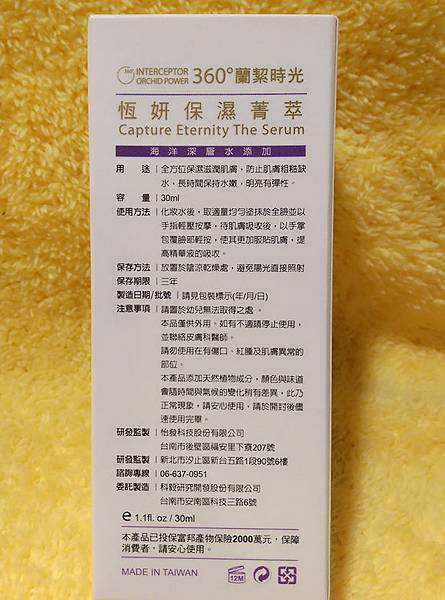 360°
INTERCEPTOR
ORCHID POWER
360°蘭絜時光
恆妍保濕菁萃
Capture Eternity The Serum
海洋深層水添加
用途|全方位保濕滋潤肌膚，防止肌膚粗糙缺
水，長時間保持水嫩，明亮有彈性。
容量|30ml
使用方法|化妝水後，取適量均勻塗抹於全臉並以
手指輕壓按摩，待肌膚吸收後，以手掌
包覆臉部輕按，使其更加服貼肌膚，提
高精華液的吸收。
保存方法|放置於陰涼乾燥處，避免陽光直接照射
保存期限|三年
製造日期/批號|請見包裝標示(年/月/日)
注意事項|請置於幼兒無法取得之處。
本品僅供外用。如有不適請停止使用，
並聯絡皮膚科醫師。
請勿使用在有傷口、紅腫及肌膚異常的
部位。
本產品添加天然植物成分，顏色與味道
會隨時間與氣候的變化稍有差異，此乃
正常現象，請安心使用，請於開封後儘
速使用完畢。
研發監製|怡發科技股份有限公司
台南市後壁區福安里下寮207號
研發監製|新北市汐止區新台五路1段90號6樓
諮詢專線|06-637-0951
委託製造|科毅研究開發股份有限公司
台南市安南區科技三路6號
e 1.1fl. oz / 30ml
本產品已投保富邦產物保險2000萬元，保障
消費者，請安心使用。
MADE IN TAIWAN
12M